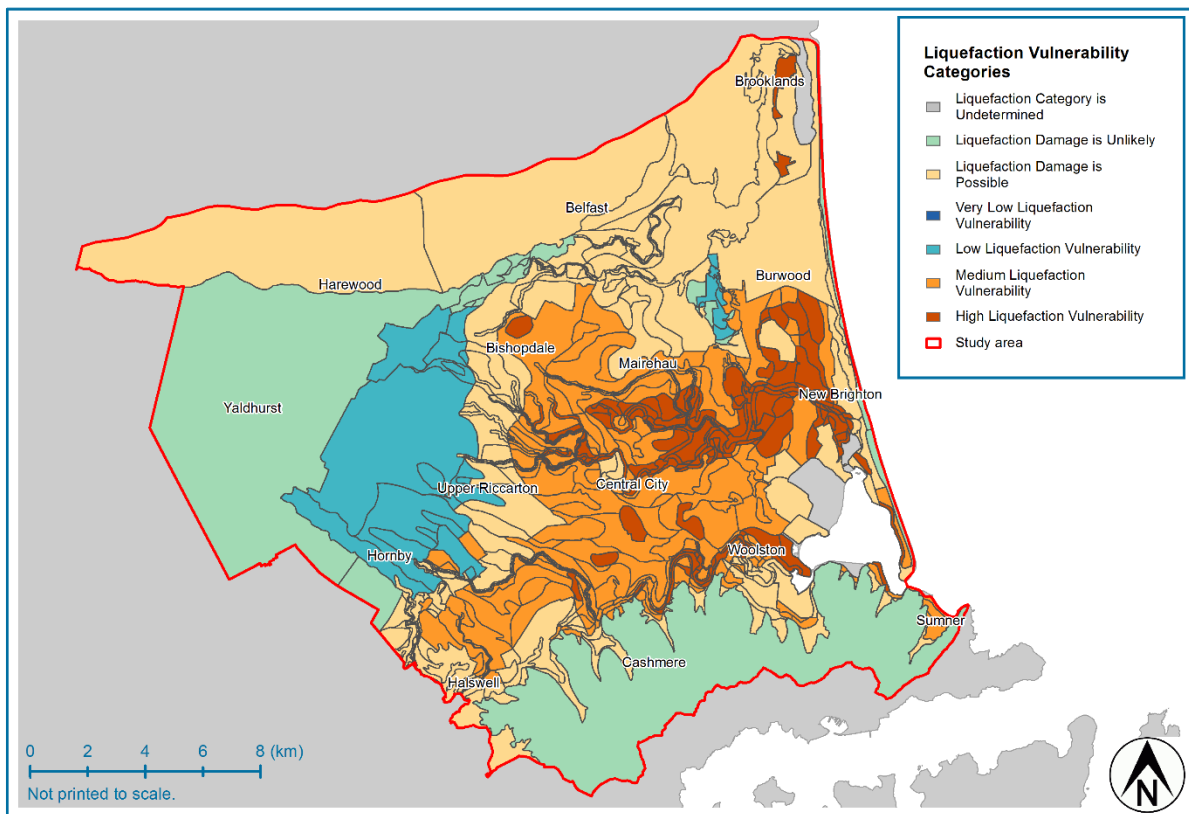 Liquefaction Vulnerability
Categories
Liquefaction Category is
Undetermined
Liquefaction Damage is Unlikely
Liquefaction Damage is
Possible
Very Low Liquefaction
Vulnerability
Low Liquefaction Vulnerability
Medium Liquefaction
Vulnerability
High Liquefaction Vulnerability
Study area
Brooklands
Belfast
Harewood
Burwood
Bishopdale
Mairehau
Yaldhurst
New Brighton
Upper Riccarton
Central City
Hornby
Woolston
Sumner
Cashmere
Halswell
0 2 4 6 8 (km)
Not printed to scale.
N